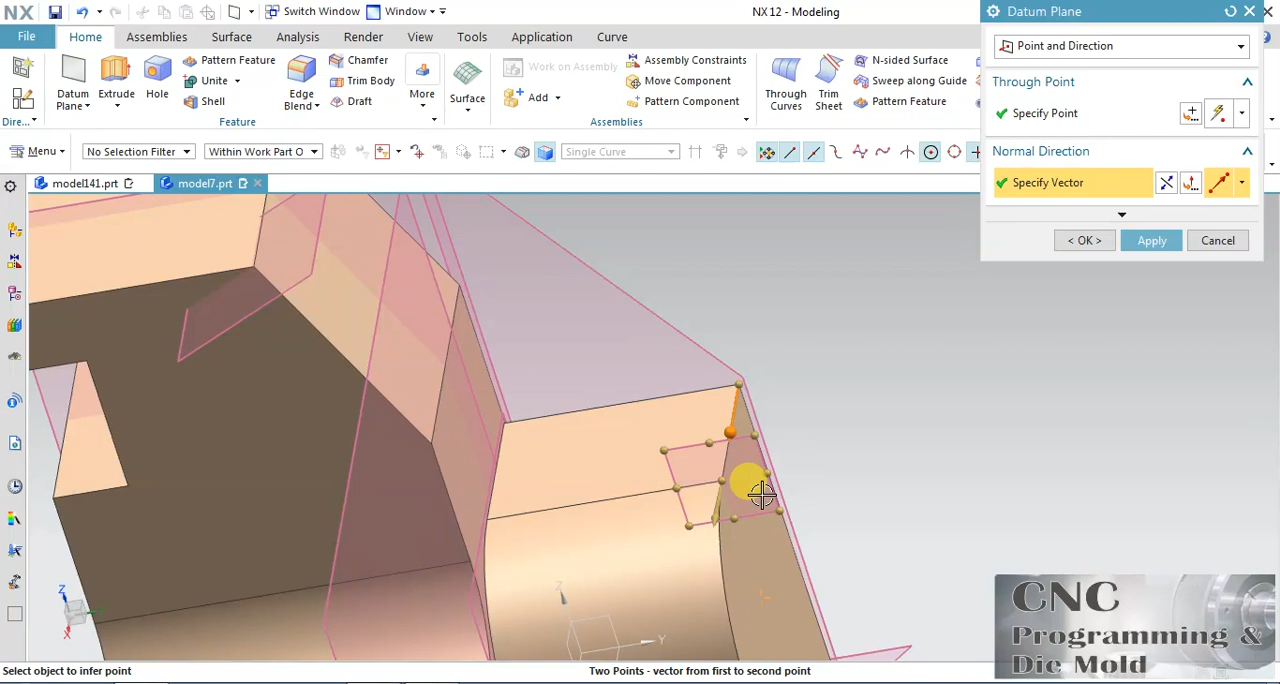 NX
Switch Window
Window
NX 12 - Modeling
Datum Plane
File
Home
Assemblies
Surface
Analysis
Render
View
Tools
Application
Curve
Point and Direction
Dire...
Datum Plane
Extrude
Hole
Pattern Feature
Unite
Shell
Edge Blend
Chamfer
Trim Body
Draft
More
Surface
Work on Assembly
Add
Assembly Constraints
Move Component
Pattern Component
Through Curves
Trim Sheet
N-sided Surface
Sweep along Guide
Pattern Feature
Feature
Assemblies
Through Point
Specify Point
Normal Direction
Specify Vector
< OK >
Apply
Cancel
Menu
No Selection Filter
Within Work Part O
Single Curve
model141.prt
model7.prt
Z
X
Z
Y
CNC
Programming &
Die Mold
Select object to infer point
Two Points - vector from first to second point